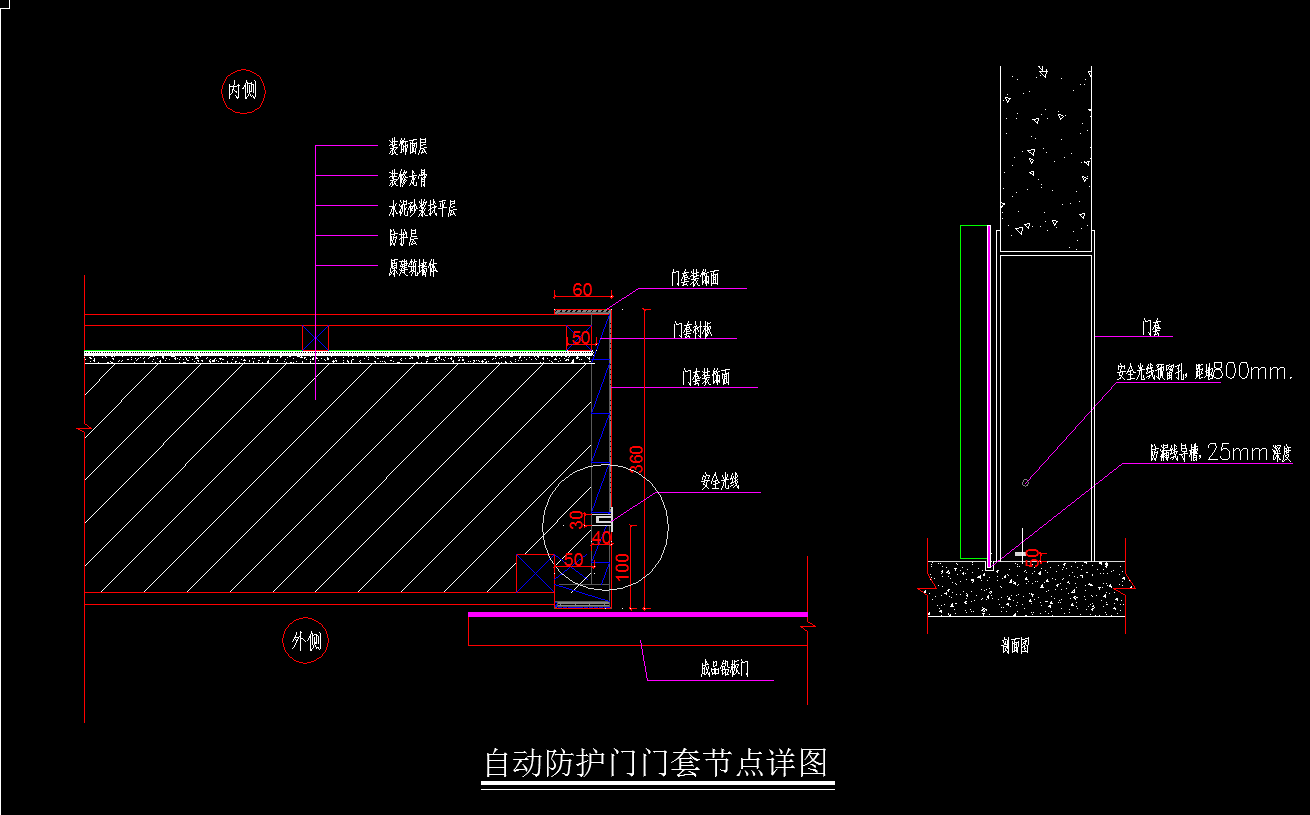 内侧
装饰面层
装修龙骨
水泥砂浆找平层
防护层
原建筑墙体
60
门套装饰面
50
门套衬板
门套装饰面
360
安全光线
30
40
50
100
外侧
成品铅板门
门套
安全光线预留孔，距地800mm.
防漏线导槽，25mm深度
50
剖面图
自动防护门门套节点详图